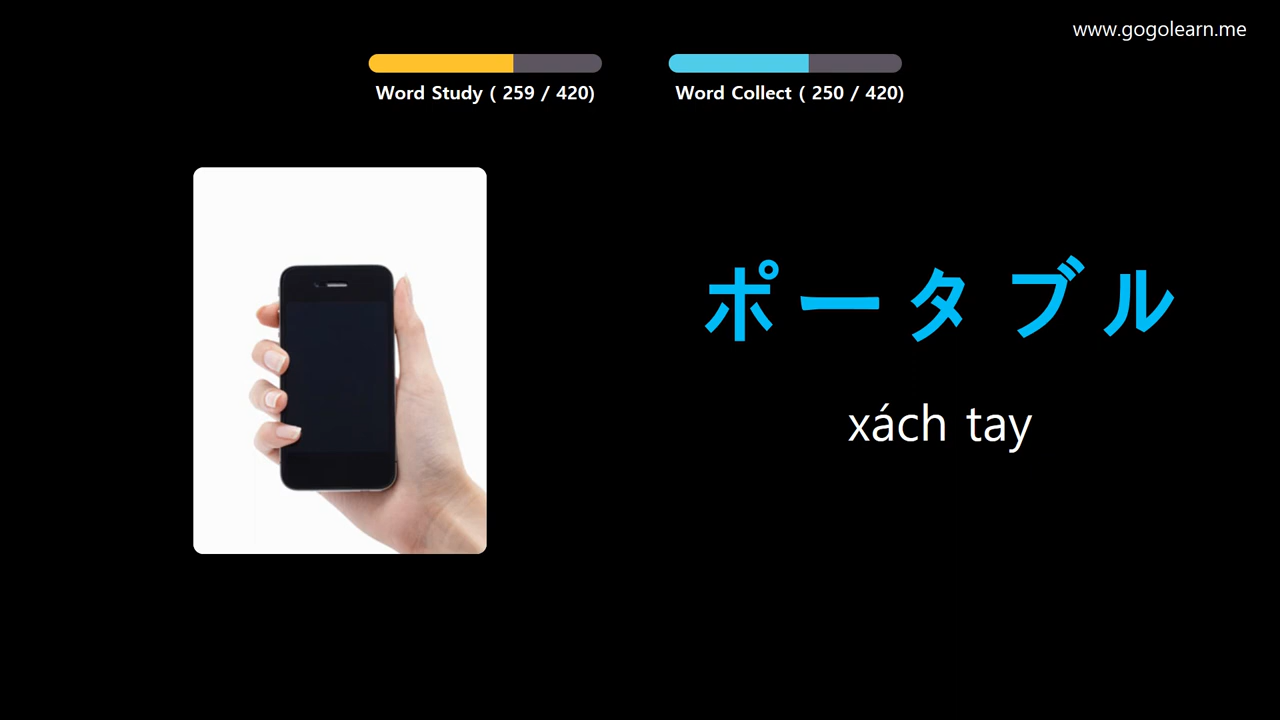 www.gogolearn.me
Word Study ( 259 / 420)
Word Collect ( 250 / 420)
ポータブル
xách tay